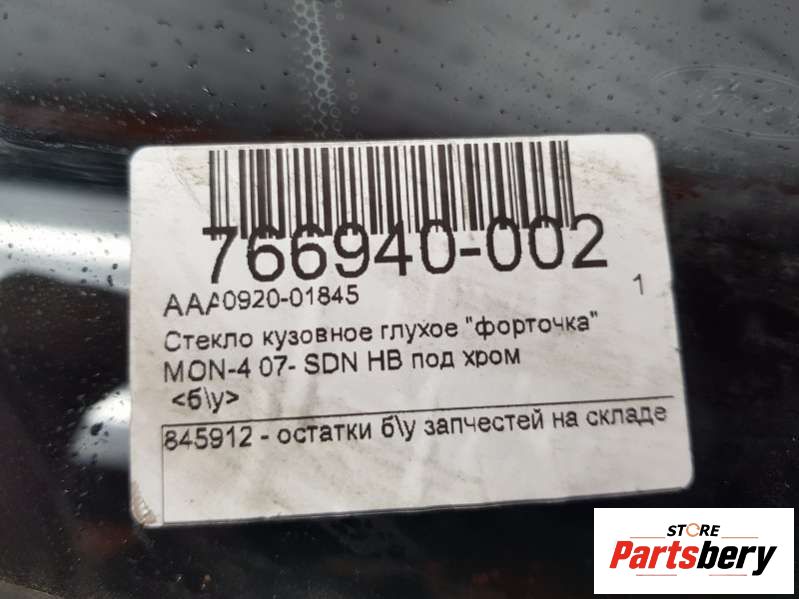 Ford
766940-002
AAA0920-01845
1
Стекло кузовное глухое "форточка"
MON-4 07- SDN HB под хром
<б\у>
845912 - остатки б\у запчестей на складе
STORE
Partsbery